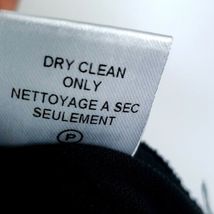 DRY CLEAN
ONLY
NETTOYAGE A SEC
SEULEMENT
P